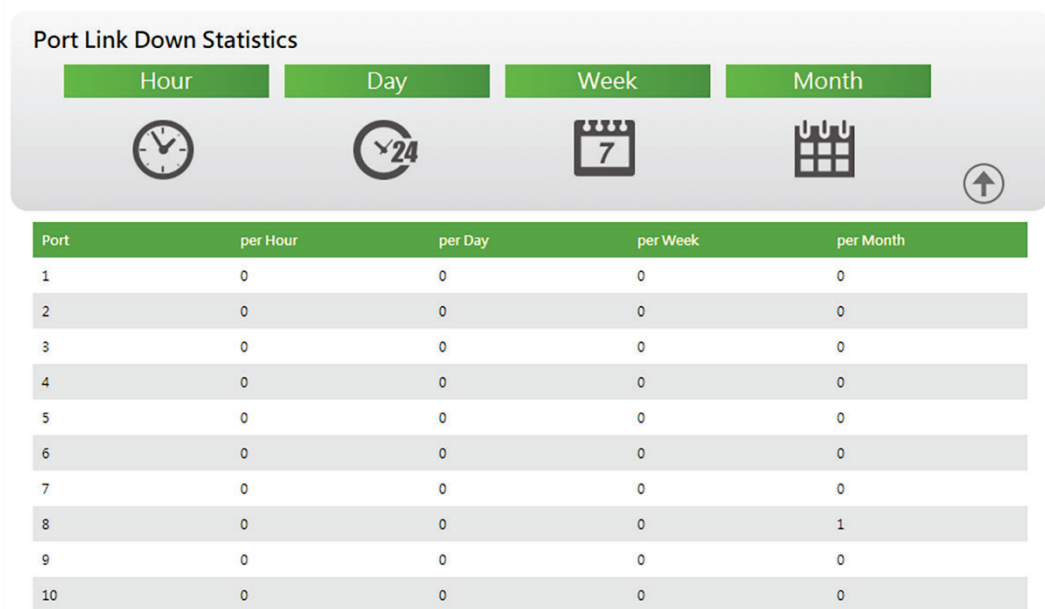 Port Link Down Statistics
Hour Day Week Month
24 7
Port per Hour per Day per Week per Month
1 0 0 0 0
2 0 0 0 0
3 0 0 0 0
4 0 0 0 0
5 0 0 0 0
6 0 0 0 0
7 0 0 0 0
8 0 0 0 1
9 0 0 0 0
10 0 0 0 0